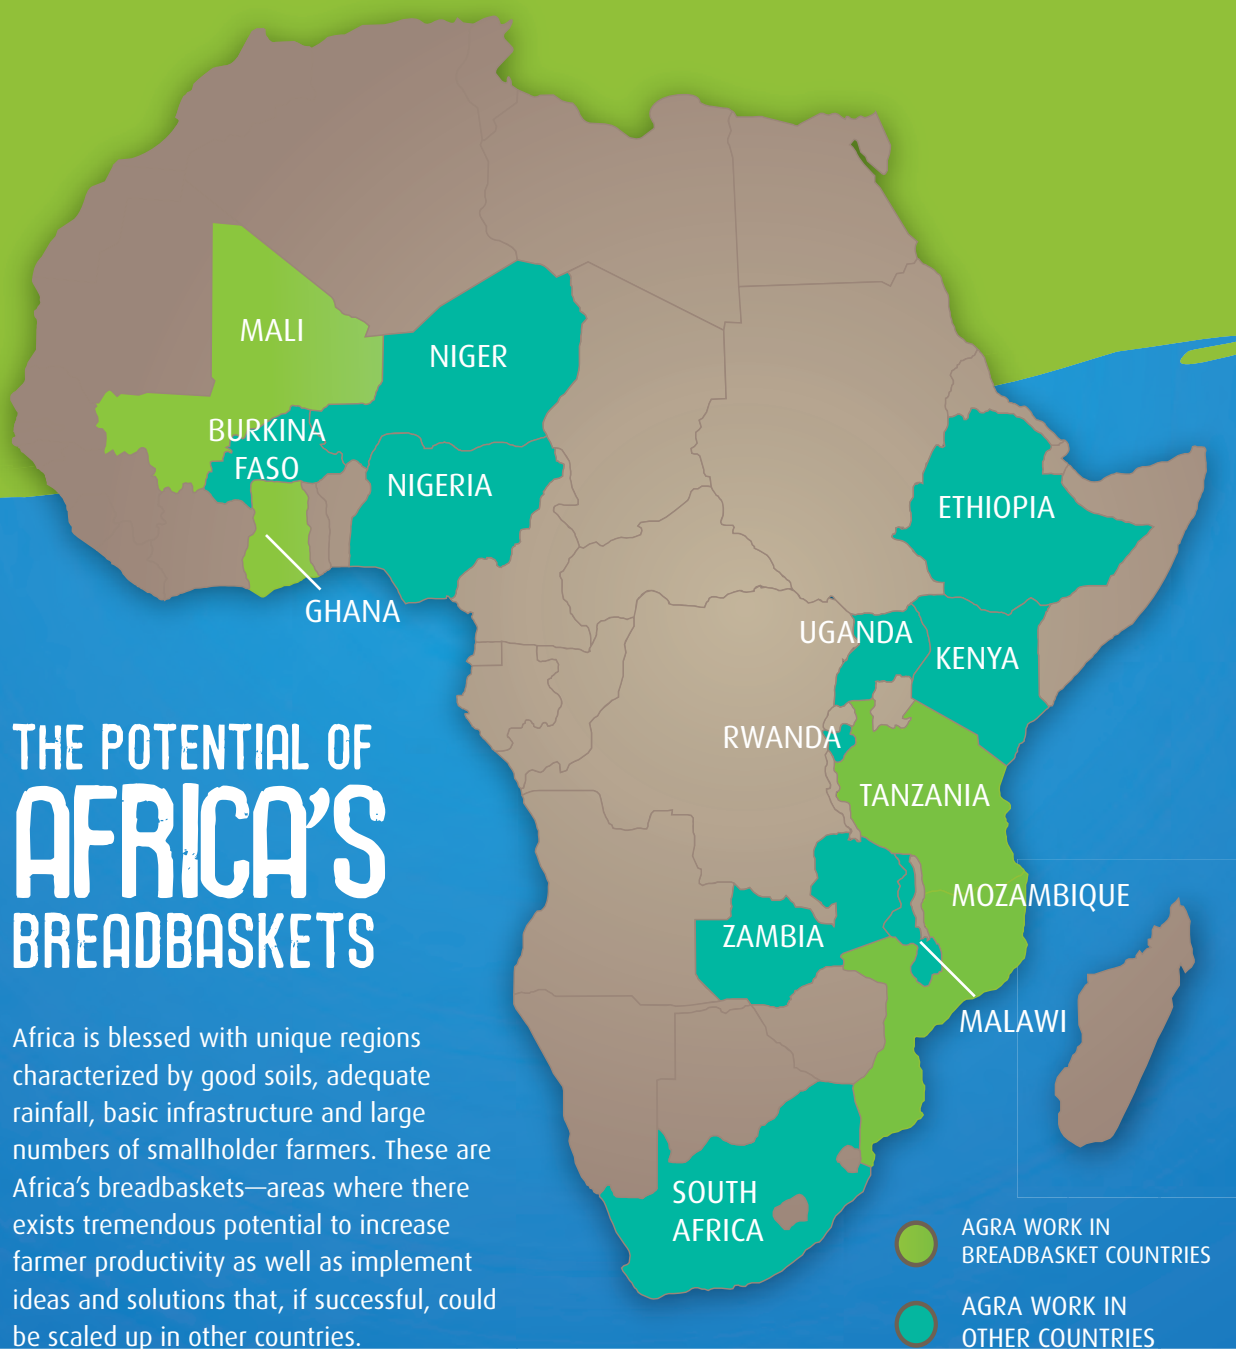 MALI
NIGER
BURKINA
FASO
NIGERIA
ETHIOPIA
GHANA
UGANDA
KENYA
RWANDA
TANZANIA
MOZAMBIQUE
ZAMBIA
MALAWI
SOUTH
AFRICA
THE POTENTIAL OF
AFRICA'S
BREADBASKETS
Africa is blessed with unique regions
characterized by good soils, adequate
rainfall, basic infrastructure and large
numbers of smallholder farmers. These are
Africa's breadbaskets—areas where there
exists tremendous potential to increase
farmer productivity as well as implement
ideas and solutions that, if successful, could
be scaled up in other countries.
AGRA WORK IN
BREADBASKET COUNTRIES
AGRA WORK IN
OTHER COUNTRIES